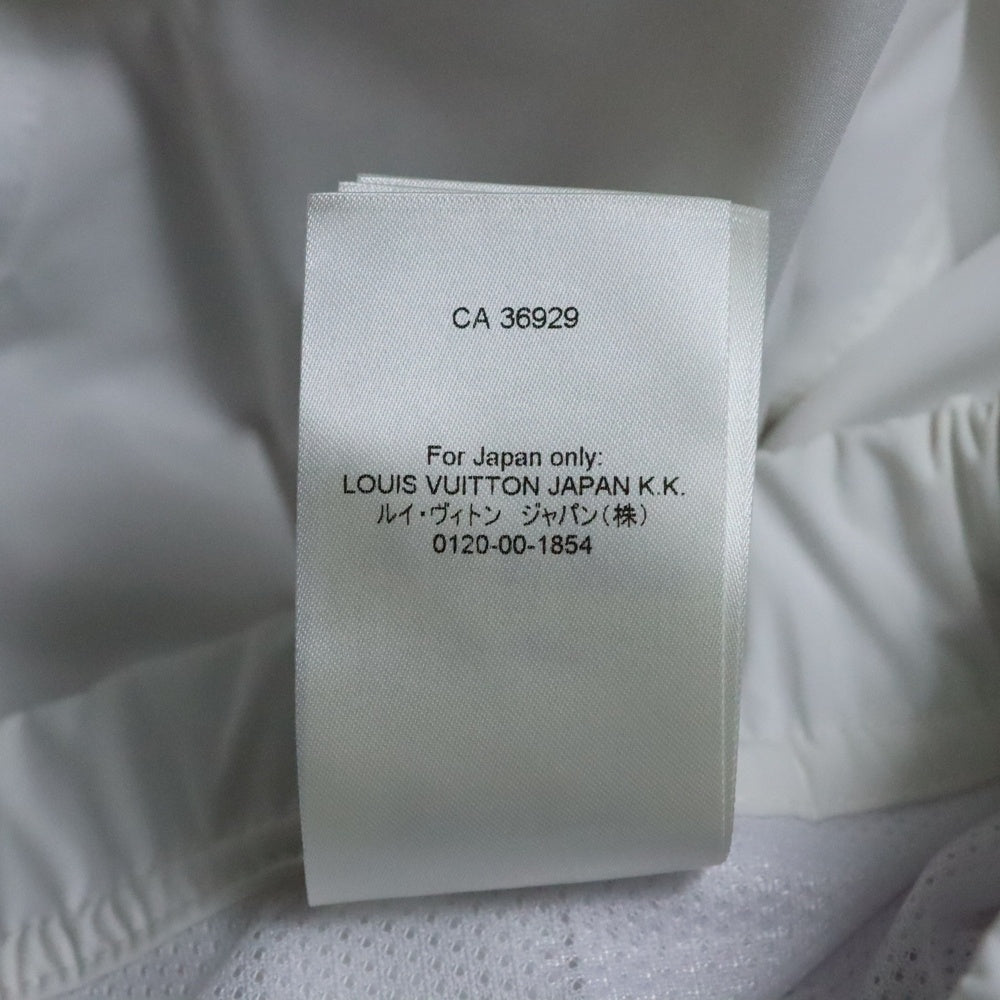 CA 36929
For Japan only:
LOUIS VUITTON JAPAN K.K.
ルイ・ヴィトン　ジャパン(株)
0120-00-1854